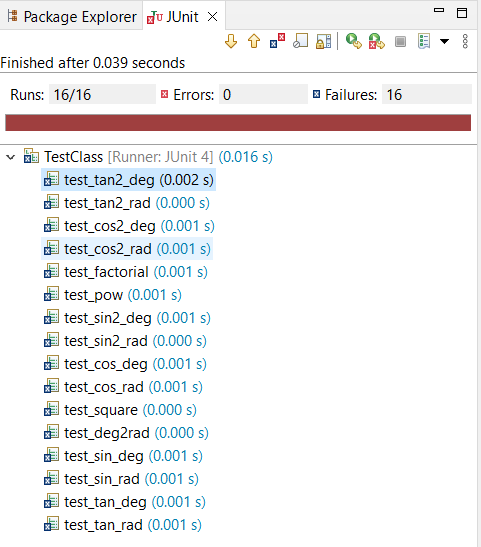 Package Explorer JUnit
Finished after 0.039 seconds
Runs: 16/16 Errors: 0 Failures: 16
TestClass [Runner: JUnit 4] (0.016 s)
test_tan2_deg (0.002 s)
test_tan2_rad (0.000 s)
test_cos2_deg (0.001 s)
test_cos2_rad (0.001 s)
test_factorial (0.001 s)
test_pow (0.001 s)
test_sin2_deg (0.001 s)
test_sin2_rad (0.000 s)
test_cos_deg (0.001 s)
test_cos_rad (0.001 s)
test_square (0.000 s)
test_deg2rad (0.000 s)
test_sin_deg (0.001 s)
test_sin_rad (0.001 s)
test_tan_deg (0.001 s)
test_tan_rad (0.001 s)